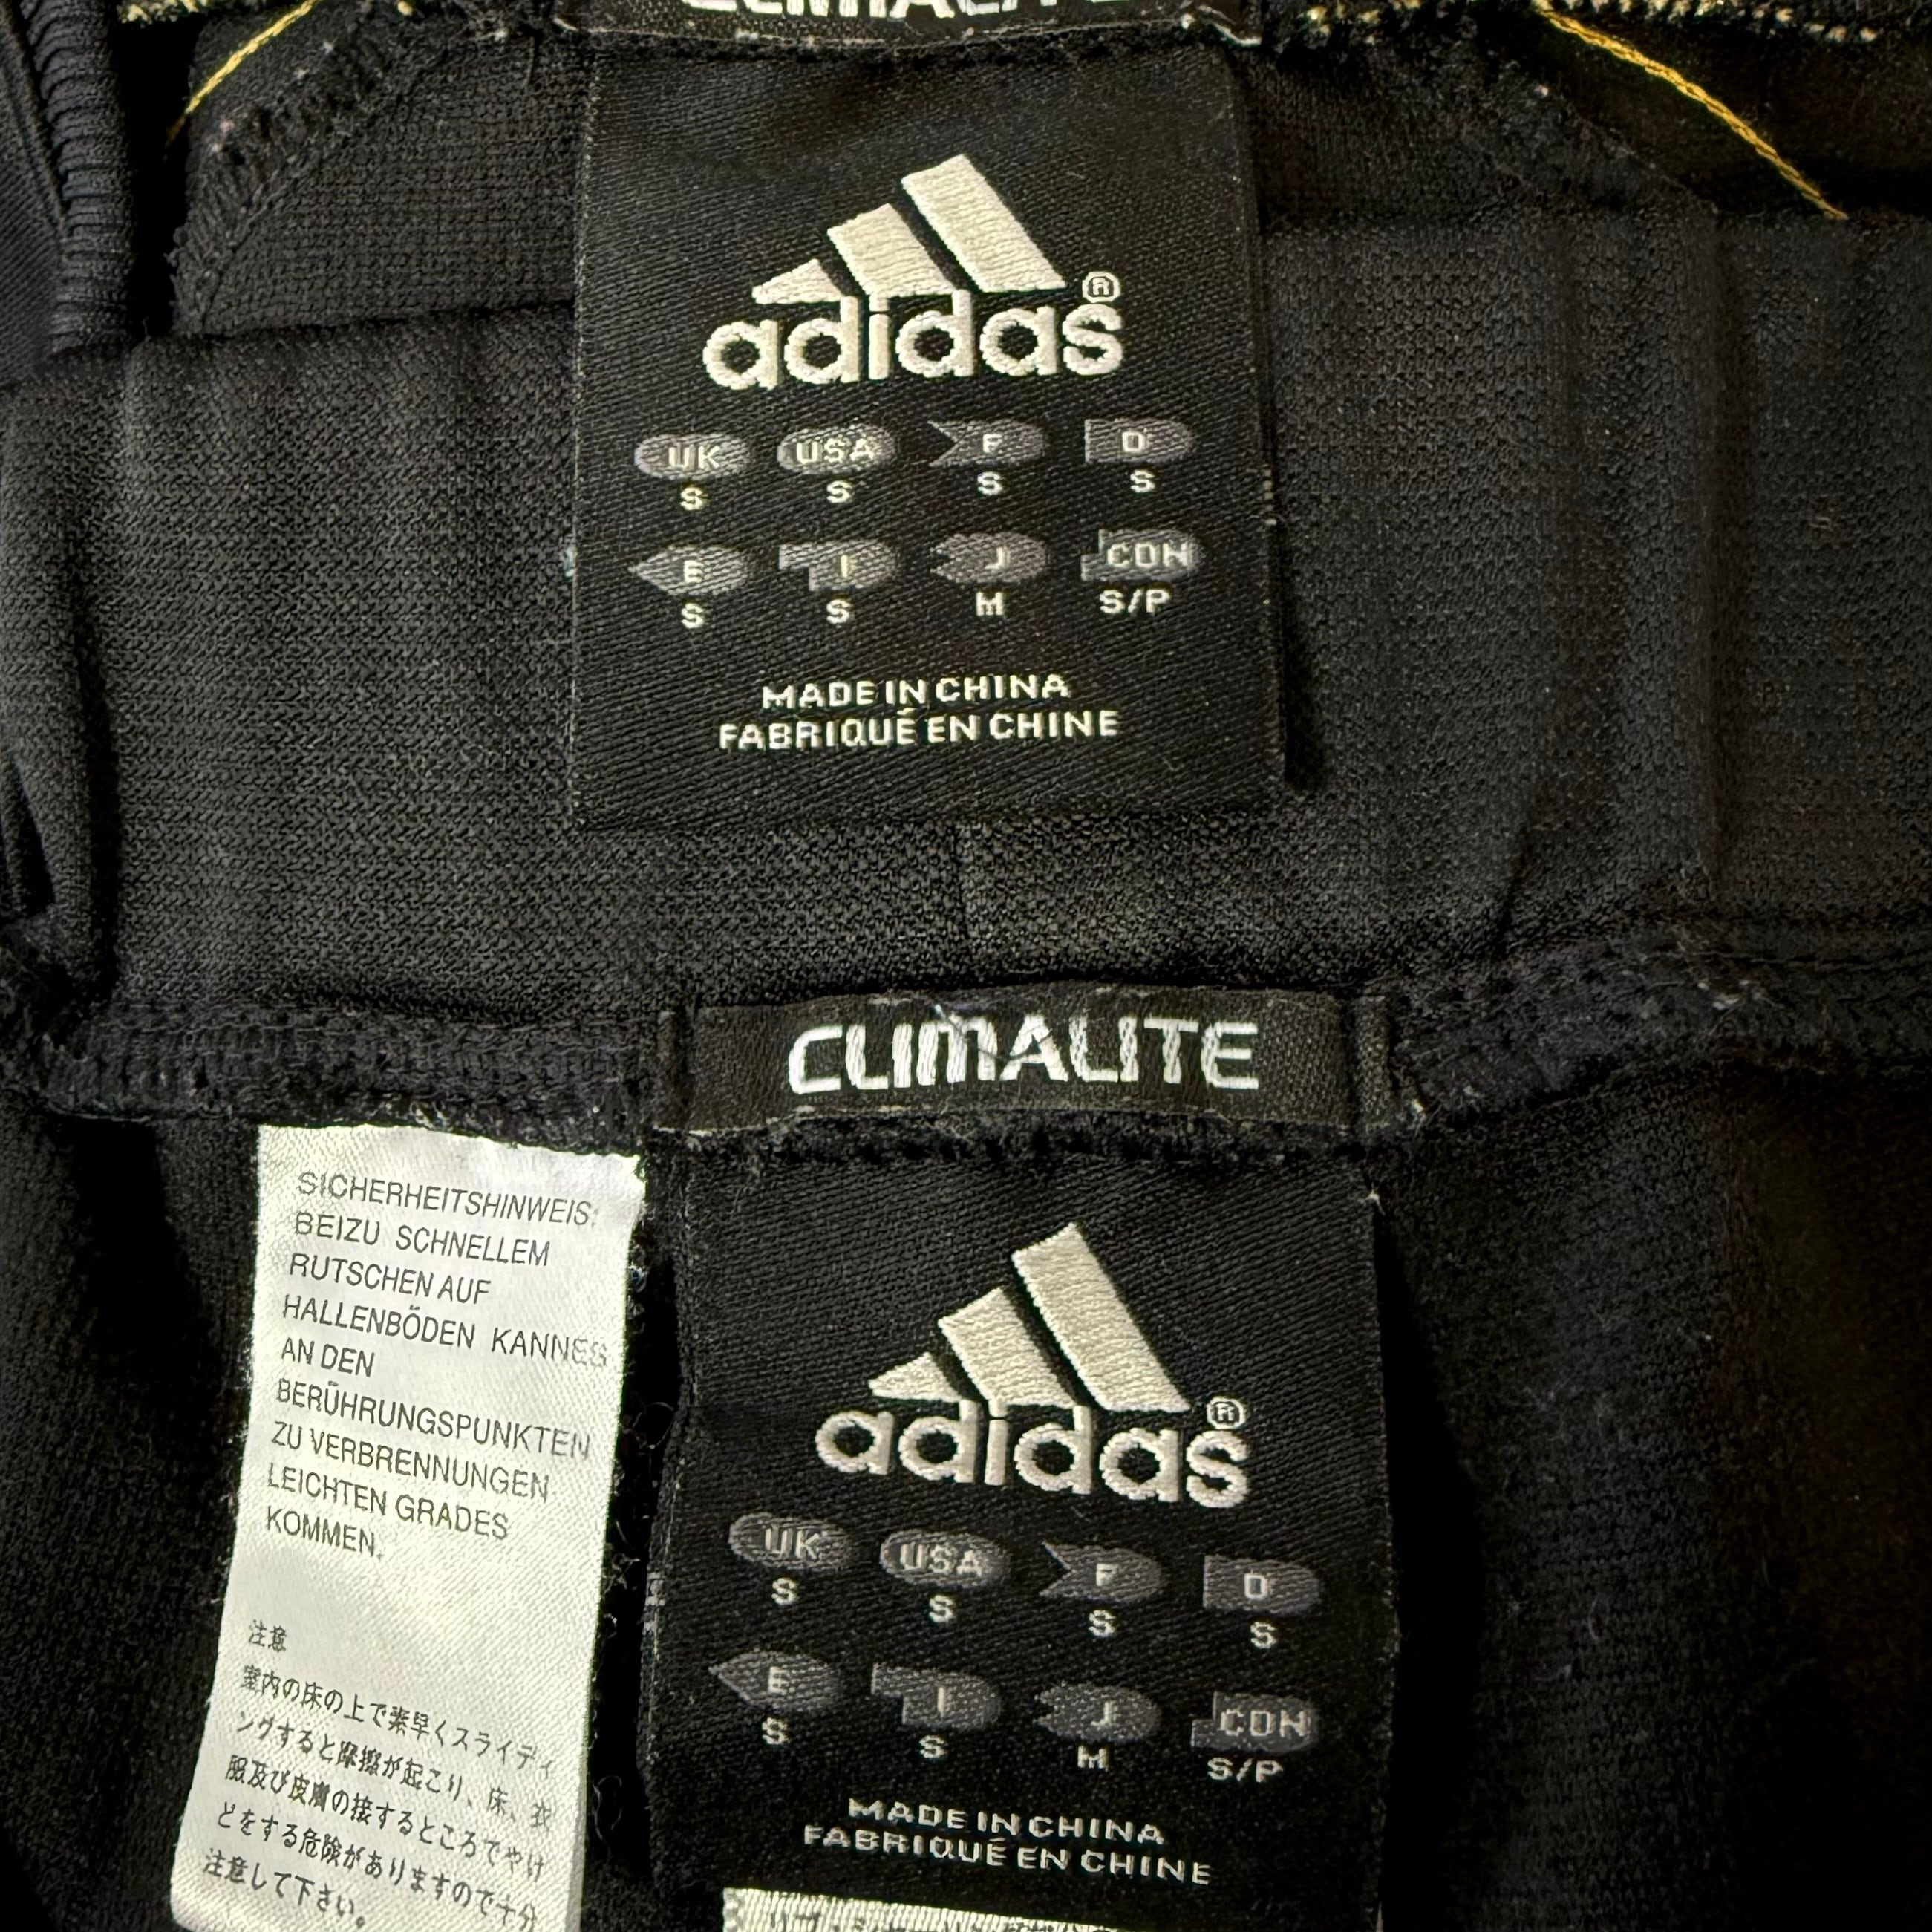 CLIMALITE
adidas®
UK USA F D
S S S S
E I J CDN
S S M S/P
MADE IN CHINA
FABRIQUÉ EN CHINE
CLIMALITE
SICHERHEITSHINWEIS:
BEIZU SCHNELLEM
RUTSCHEN AUF
HALLENBÖDEN KANNES
AN DEN
BERÜHRUNGSPUNKTEN
ZU VERBRENNUNGEN
LEICHTEN GRADES
KOMMEN.
注意
室内の床の上で素早くスライディ
ングすると摩擦が起こり、床、衣
服及び皮膚の接するところでやけ
どをする危険がありますので十分
注意して下さい。
adidas®
UK USA F D
S S S S
E I J CDN
S S M S/P
MADE IN CHINA
FABRIQUÉ EN CHINE